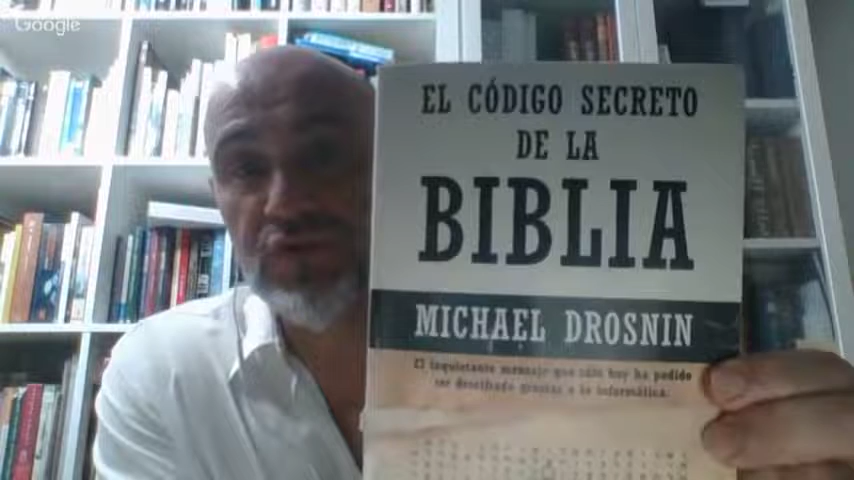 Google
EL CÓDIGO SECRETO
DE LA
BIBLIA
MICHAEL DROSNIN
El inquietante mensaje que sólo hoy ha podido
ser descifrado gracias a la informática.